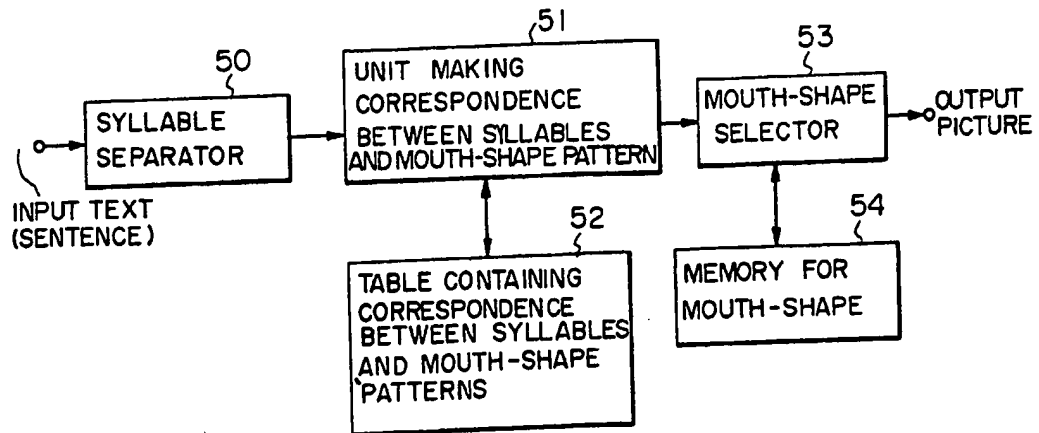 50
SYLLABLE
SEPARATOR
INPUT TEXT
(SENTENCE)
51
UNIT MAKING
CORRESPONDENCE
BETWEEN SYLLABLES
AND MOUTH-SHAPE PATTERN
52
TABLE CONTAINING
CORRESPONDENCE
BETWEEN SYLLABLES
AND MOUTH-SHAPE
PATTERNS
53
MOUTH-SHAPE
SELECTOR
OUTPUT
PICTURE
54
MEMORY FOR
MOUTH-SHAPE